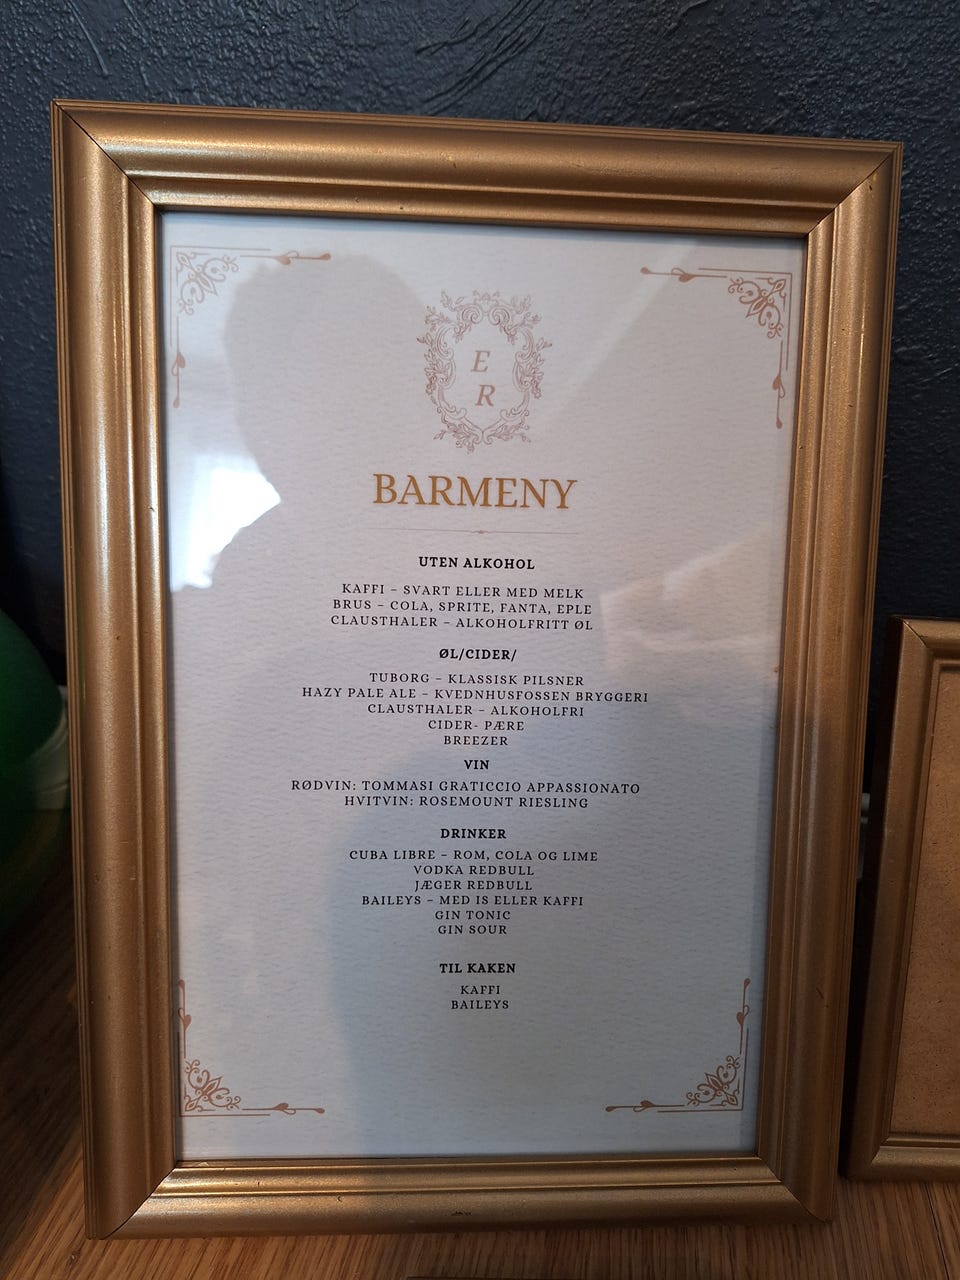 E
R
BARMENY
UTEN ALKOHOL
KAFFI – SVART ELLER MED MELK
BRUS – COLA, SPRITE, FANTA, EPLE
CLAUSTHALER – ALKOHOLFRITT ØL
ØL/CIDER/
TUBORG – KLASSISK PILSNER
HAZY PALE ALE – KVEDNHUSFOSSEN BRYGGERI
CLAUSTHALER – ALKOHOLFRI
CIDER- PÆRE
BREEZER
VIN
RØDVIN: TOMMASI GRATICCIO APPASSIONATO
HVITVIN: ROSEMOUNT RIESLING
DRINKER
CUBA LIBRE – ROM, COLA OG LIME
VODKA REDBULL
JÆGER REDBULL
BAILEYS – MED IS ELLER KAFFI
GIN TONIC
GIN SOUR
TIL KAKEN
KAFFI
BAILEYS